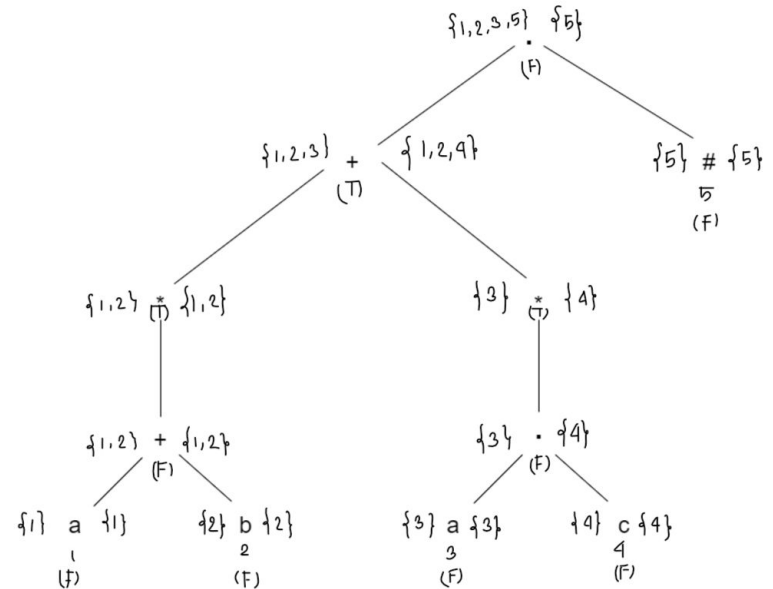 {1,2,3,5} . {5}
(F)
{1,2,3} + {1,2,4}
(T)
{5} # {5}
5
(F)
{1,2} * {1,2}
(T)
{3} * {4}
(T)
{1,2} + {1,2}
(F)
{3} . {4}
(F)
{1} a {1}
1
(F)
{2} b {2}
2
(F)
{3} a {3}
3
(F)
{4} c {4}
4
(F)